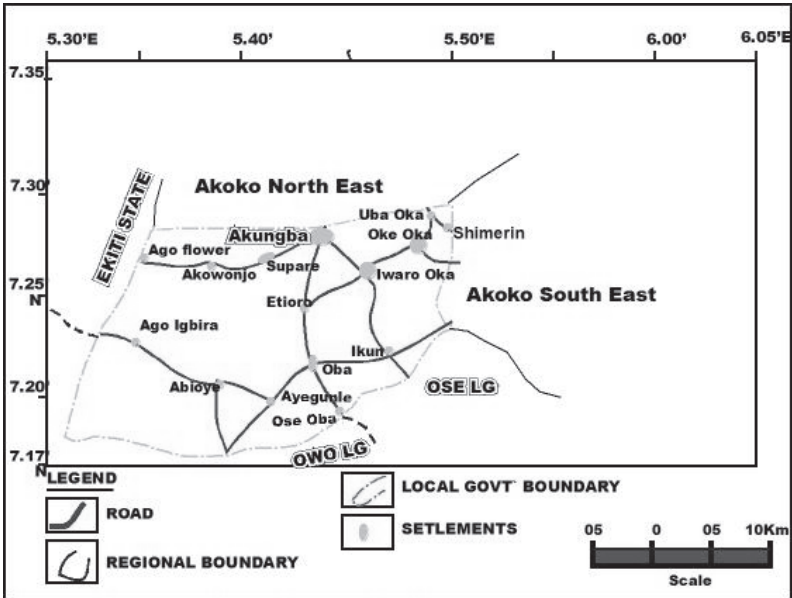 5.30'E 5.40'E 5.50'E 6.00' 6.05'E
7.35
7.30'
Akoko North East
EKITI STATE
Uba Oka
Akungba
Oke Oka
Shimerin
Ago flower
Akowonjo
Supare
Iwaro Oka
7.25
Etioro
Akoko South East
N
Ago Igbira
Ikun
Oba
7.20
Abioye
Ayegunle
OSE LG
Ose Oba
OWO LG
7.17'
N
LEGEND
ROAD
REGIONAL BOUNDARY
LOCAL GOVT' BOUNDARY
SETLEMENTS
05 0 05 10Km
Scale